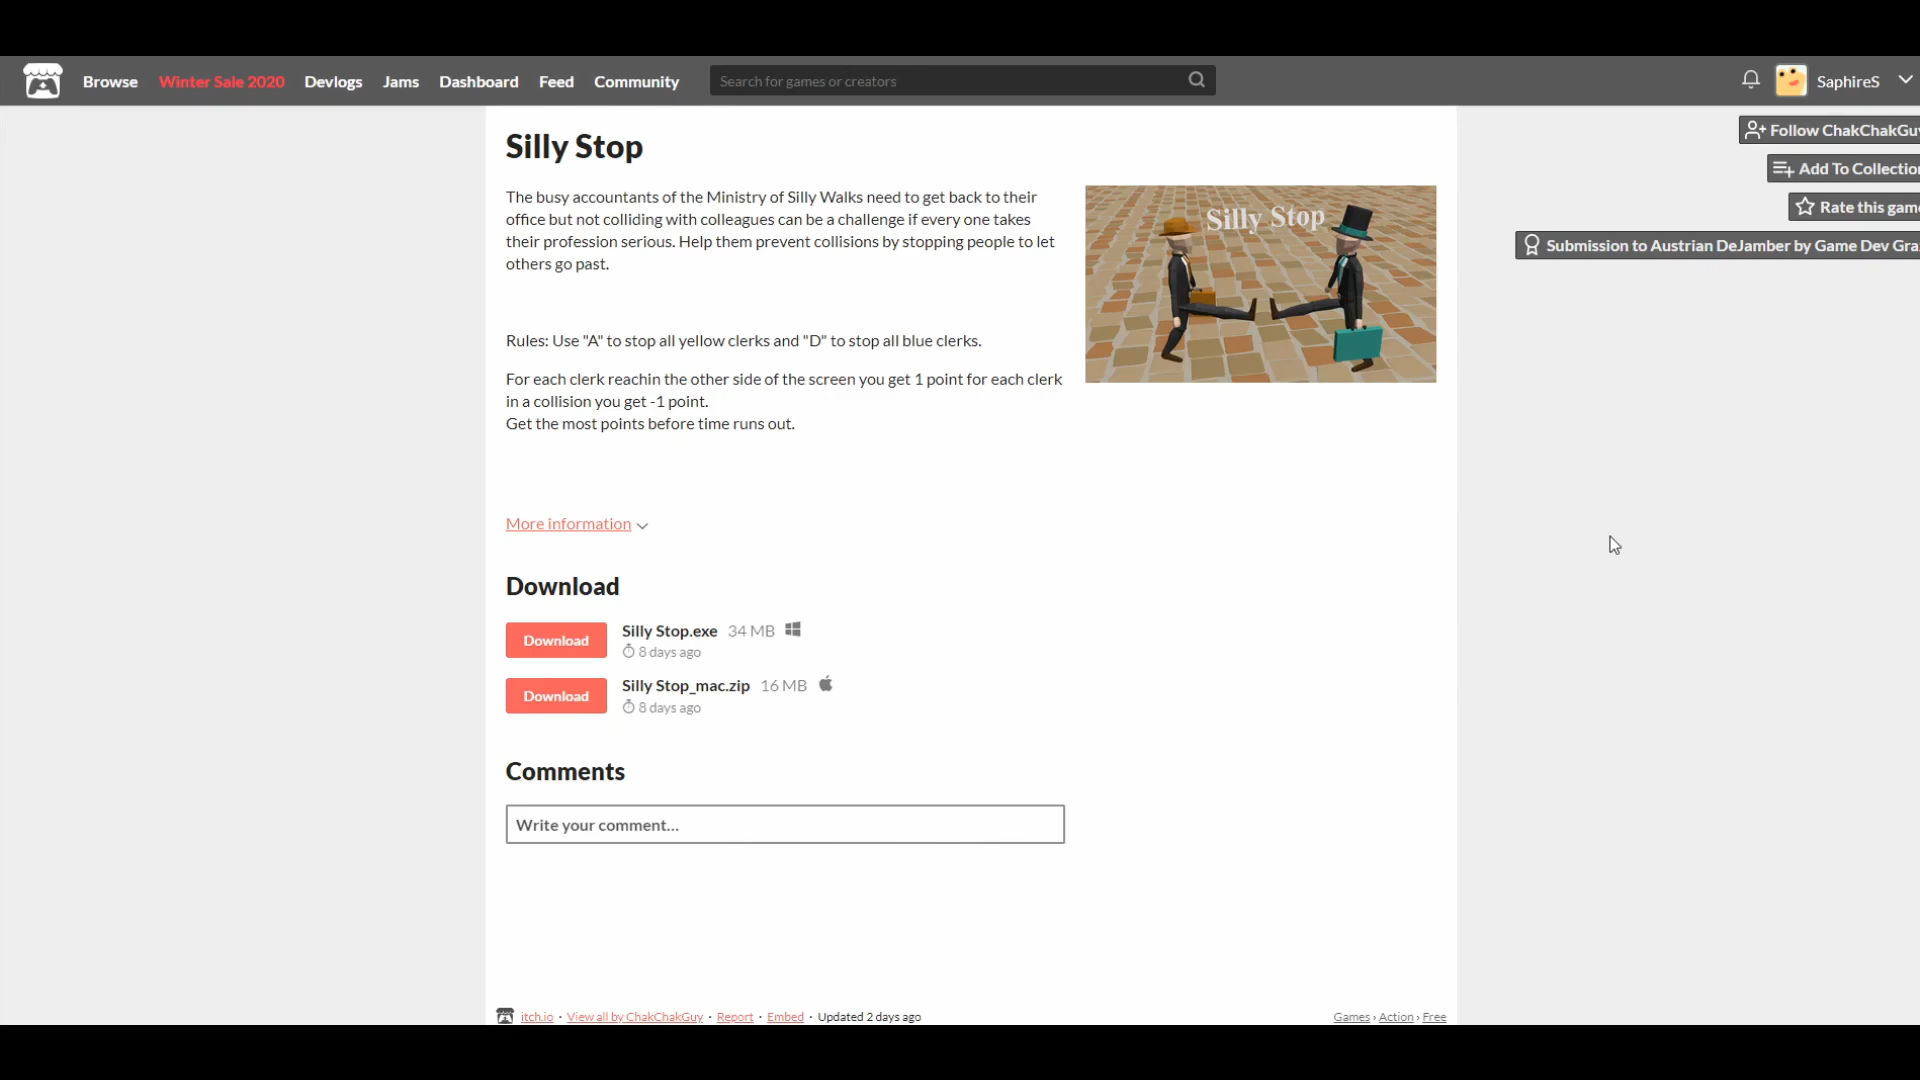 Browse Winter Sale 2020 Devlogs Jams Dashboard Feed Community Search for games or creators SaphireS
Follow ChakChakGuy
Add To Collection
Rate this game
Submission to Austrian DeJamber by Game Dev Graz
Silly Stop
The busy accountants of the Ministry of Silly Walks need to get back to their
office but not colliding with colleagues can be a challenge if every one takes
their profession serious. Help them prevent collisions by stopping people to let
others go past.
Silly Stop
Rules: Use "A" to stop all yellow clerks and "D" to stop all blue clerks.
For each clerk reachin the other side of the screen you get 1 point for each clerk
in a collision you get -1 point.
Get the most points before time runs out.
More information
Download
Download Silly Stop.exe 34 MB
8 days ago
Download Silly Stop_mac.zip 16 MB
8 days ago
Comments
Write your comment...
itch.io · View all by ChakChakGuy · Report · Embed · Updated 2 days ago
Games › Action › Free